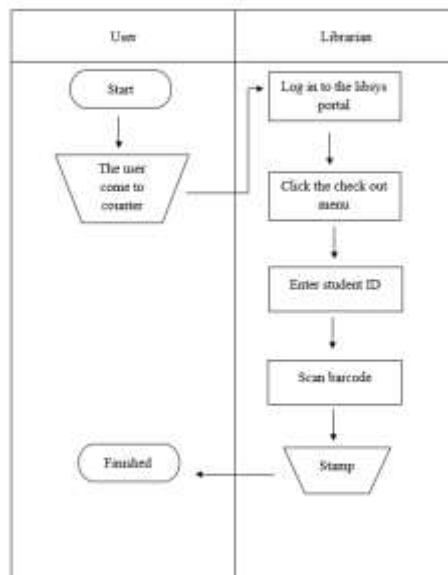 User
Librarian
Start
The user
come to
counter
Log in to the libsys
portal
Click the check out
menu
Enter student ID
Scan barcode
Stamp
Finished